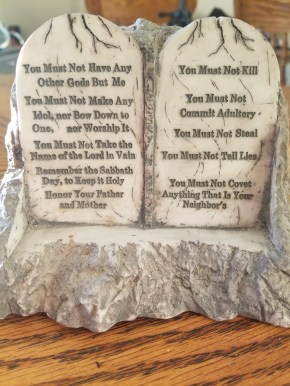 You Must Not Have Any
Other Gods But Me
You Must Not Make Any
Idol, nor Bow Down to
One, nor Worship It
You Must Not Take the
Name of the Lord in Vain
Remember the Sabbath
Day, to Keep it Holy
Honor Your Father
and Mother
You Must Not Kill
You Must Not
Commit Adultery
You Must Not Steal
You Must Not Tell Lies
You Must Not Covet
Anything That Is Your
Neighbor's